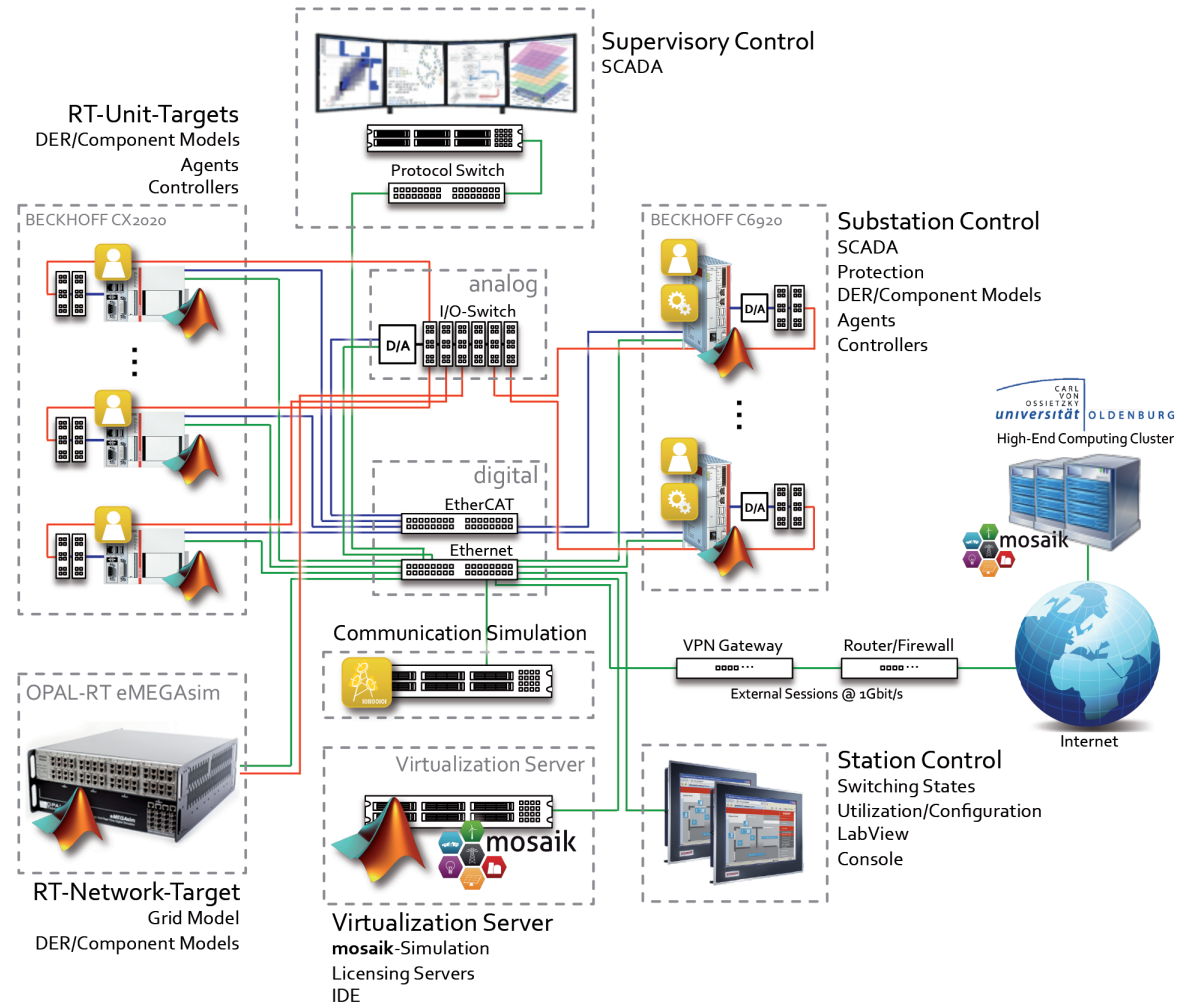 Supervisory Control
SCADA
Protocol Switch
RT-Unit-Targets
DER/Component Models
Agents
Controllers
BECKHOFF CX2020
analog
I/O-Switch
D/A
digital
EtherCAT
Ethernet
BECKHOFF C6920
D/A
D/A
Substation Control
SCADA
Protection
DER/Component Models
Agents
Controllers
CARL
VON
OSSIETZKY
universität OLDENBURG
High-End Computing Cluster
mosaik
Communication Simulation
VPN Gateway
Router/Firewall
External Sessions @ 1Gbit/s
Internet
OPAL-RT eMEGAsim
eMEGAsim
RT-Network-Target
Grid Model
DER/Component Models
Virtualization Server
mosaik
Virtualization Server
mosaik-Simulation
Licensing Servers
IDE
Station Control
Switching States
Utilization/Configuration
LabView
Console